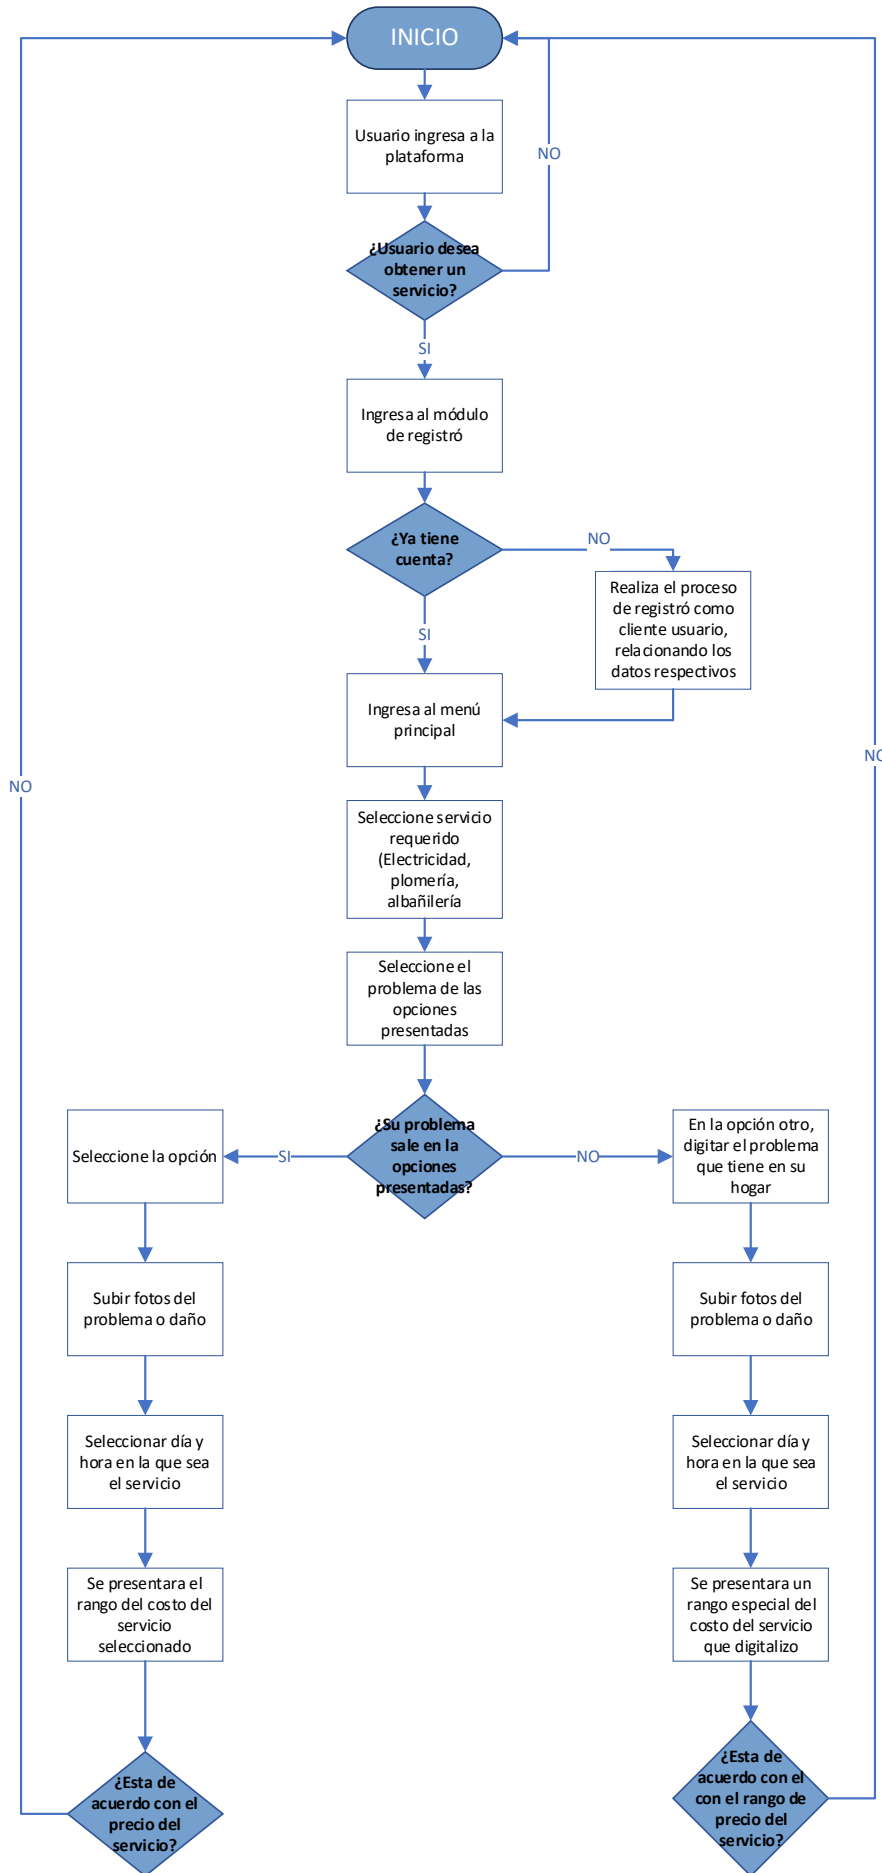 INICIO
Usuario ingresa a la
plataforma
NO
¿Usuario desea
obtener un
servicio?
SI
Ingresa al módulo
de registró
¿Ya tiene
cuenta?
NO
Realiza el proceso
de registró como
cliente usuario,
relacionando los
datos respectivos
SI
Ingresa al menú
principal
NO
NO
Seleccione servicio
requerido
(Electricidad,
plomería,
albañilería
Seleccione el
problema de las
opciones
presentadas
¿Su problema
sale en la
opciones
presentadas?
SI
NO
Seleccione la opción
En la opción otro,
digitar el problema
que tiene en su
hogar
Subir fotos del
problema o daño
Subir fotos del
problema o daño
Seleccionar día y
hora en la que sea
el servicio
Seleccionar día y
hora en la que sea
el servicio
Se presentara el
rango del costo del
servicio
seleccionado
Se presentara un
rango especial del
costo del servicio
que digitalizo
¿Esta de
acuerdo con el
precio del
servicio?
¿Esta de
acuerdo con el
con el rango de
precio del
servicio?